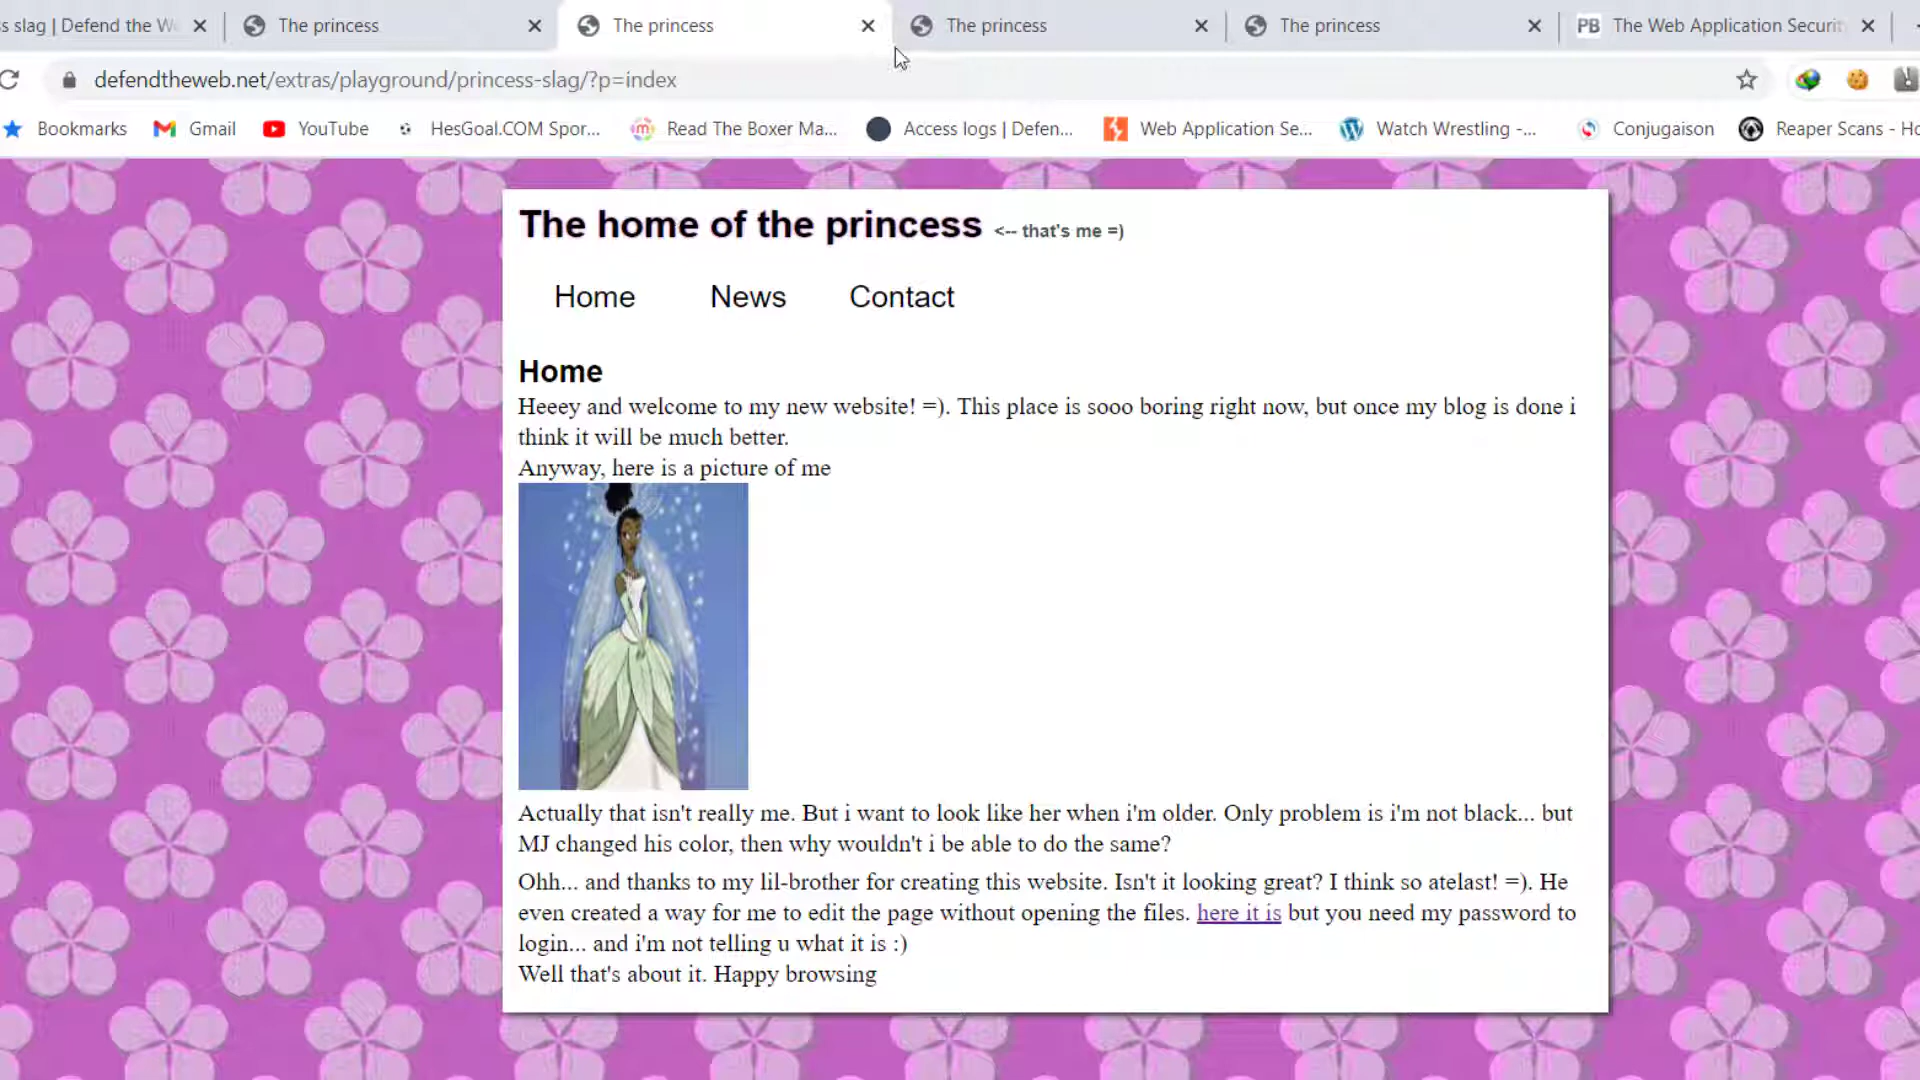 ss slag | Defend the We
The princess
The princess
The princess
The princess
PB The Web Application Securit
defendtheweb.net/extras/playground/princess-slag/?p=index
Bookmarks
Gmail
YouTube
HesGoal.COM Spor...
Read The Boxer Ma...
Access logs | Defen...
Web Application Se...
Watch Wrestling -...
Conjugaison
Reaper Scans - Ho
The home of the princess <-- that's me =)
Home News Contact
Home
Heeey and welcome to my new website! =). This place is sooo boring right now, but once my blog is done i
think it will be much better.
Anyway, here is a picture of me
Actually that isn't really me. But i want to look like her when i'm older. Only problem is i'm not black... but
MJ changed his color, then why wouldn't i be able to do the same?
Ohh... and thanks to my lil-brother for creating this website. Isn't it looking great? I think so atelast! =). He
even created a way for me to edit the page without opening the files. here it is but you need my password to
login... and i'm not telling u what it is :)
Well that's about it. Happy browsing